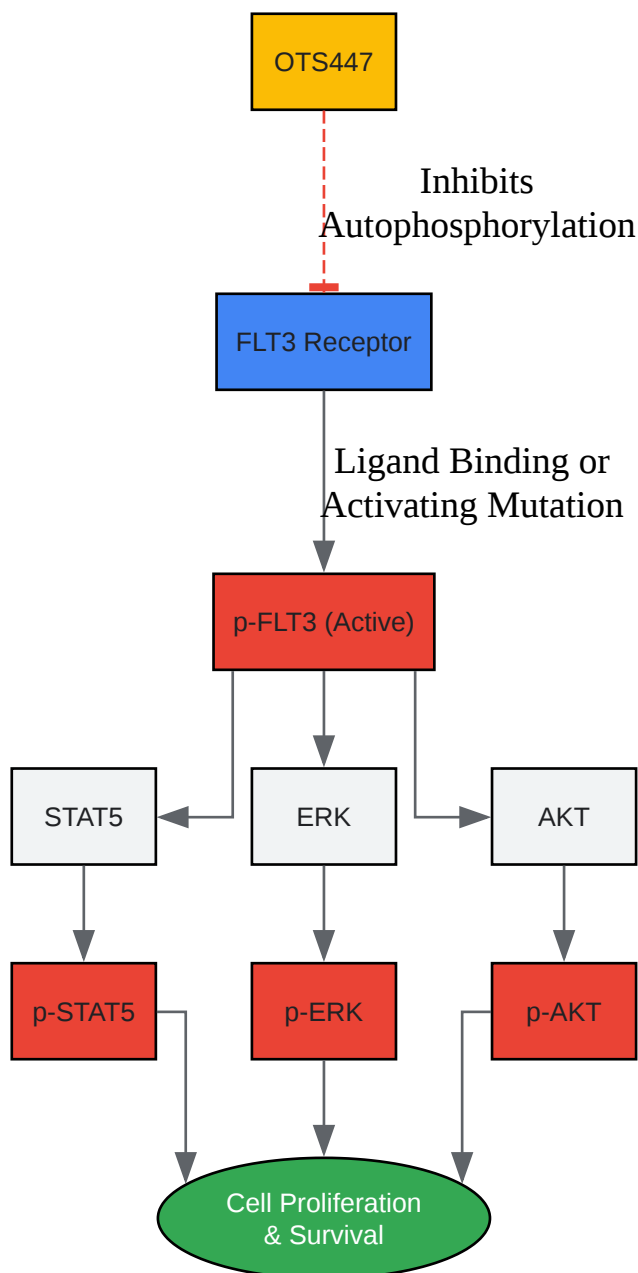 OTS447
Inhibits
Autophosphorylation
FLT3 Receptor
Ligand Binding or
Activating Mutation
p-FLT3 (Active)
STAT5
ERK
AKT
p-STAT5
p-ERK
p-AKT
Cell Proliferation
& Survival